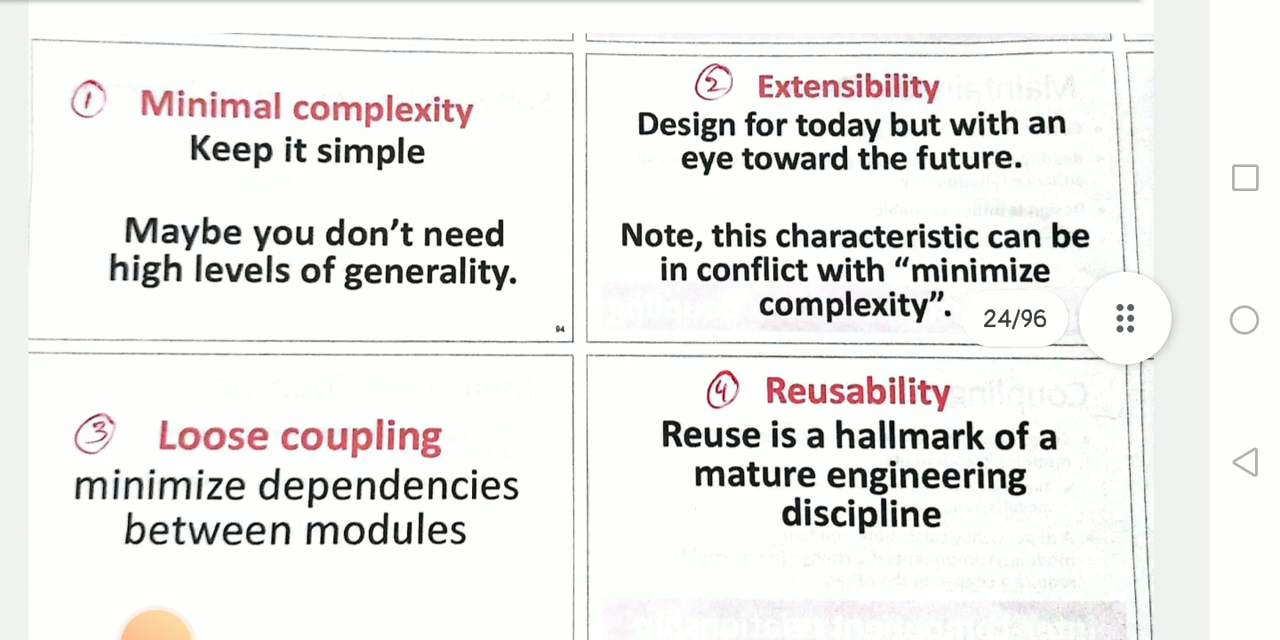 ① Minimal complexity
Keep it simple
Maybe you don't need
high levels of generality.
94
② Extensibility
Design for today but with an
eye toward the future.
Note, this characteristic can be
in conflict with “minimize
complexity”.
24/96
③ Loose coupling
minimize dependencies
between modules
④ Reusability
Reuse is a hallmark of a
mature engineering
discipline